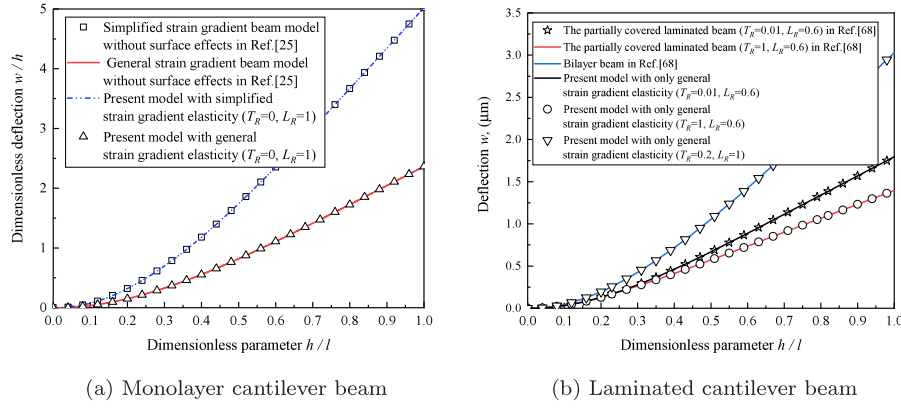 Dimensionless deflection w / h
5
4
3
2
1
0
Simplified strain gradient beam model
without surface effects in Ref.[25]
General strain gradient beam model
without surface effects in Ref.[25]
Present model with simplified
strain gradient elasticity (T_R=0, L_R=1)
Present model with general
strain gradient elasticity (T_R=0, L_R=1)
0.0 0.1 0.2 0.3 0.4 0.5 0.6 0.7 0.8 0.9 1.0
Dimensionless parameter h / l
(a) Monolayer cantilever beam
Deflection w, (μm)
3.5
3.0
2.5
2.0
1.5
1.0
0.5
0.0
The partially covered laminated beam (T_R=0.01, L_R=0.6) in Ref.[68]
The partially covered laminated beam (T_R=1, L_R=0.6) in Ref.[68]
Bilayer beam in Ref.[68]
Present model with only general
strain gradient elasticity (T_R=0.01, L_R=0.6)
Present model with only general
strain gradient elasticity (T_R=1, L_R=0.6)
Present model with only general
strain gradient elasticity (T_R=0.2, L_R=1)
0.0 0.1 0.2 0.3 0.4 0.5 0.6 0.7 0.8 0.9 1.0
Dimensionless parameter h / l
(b) Laminated cantilever beam